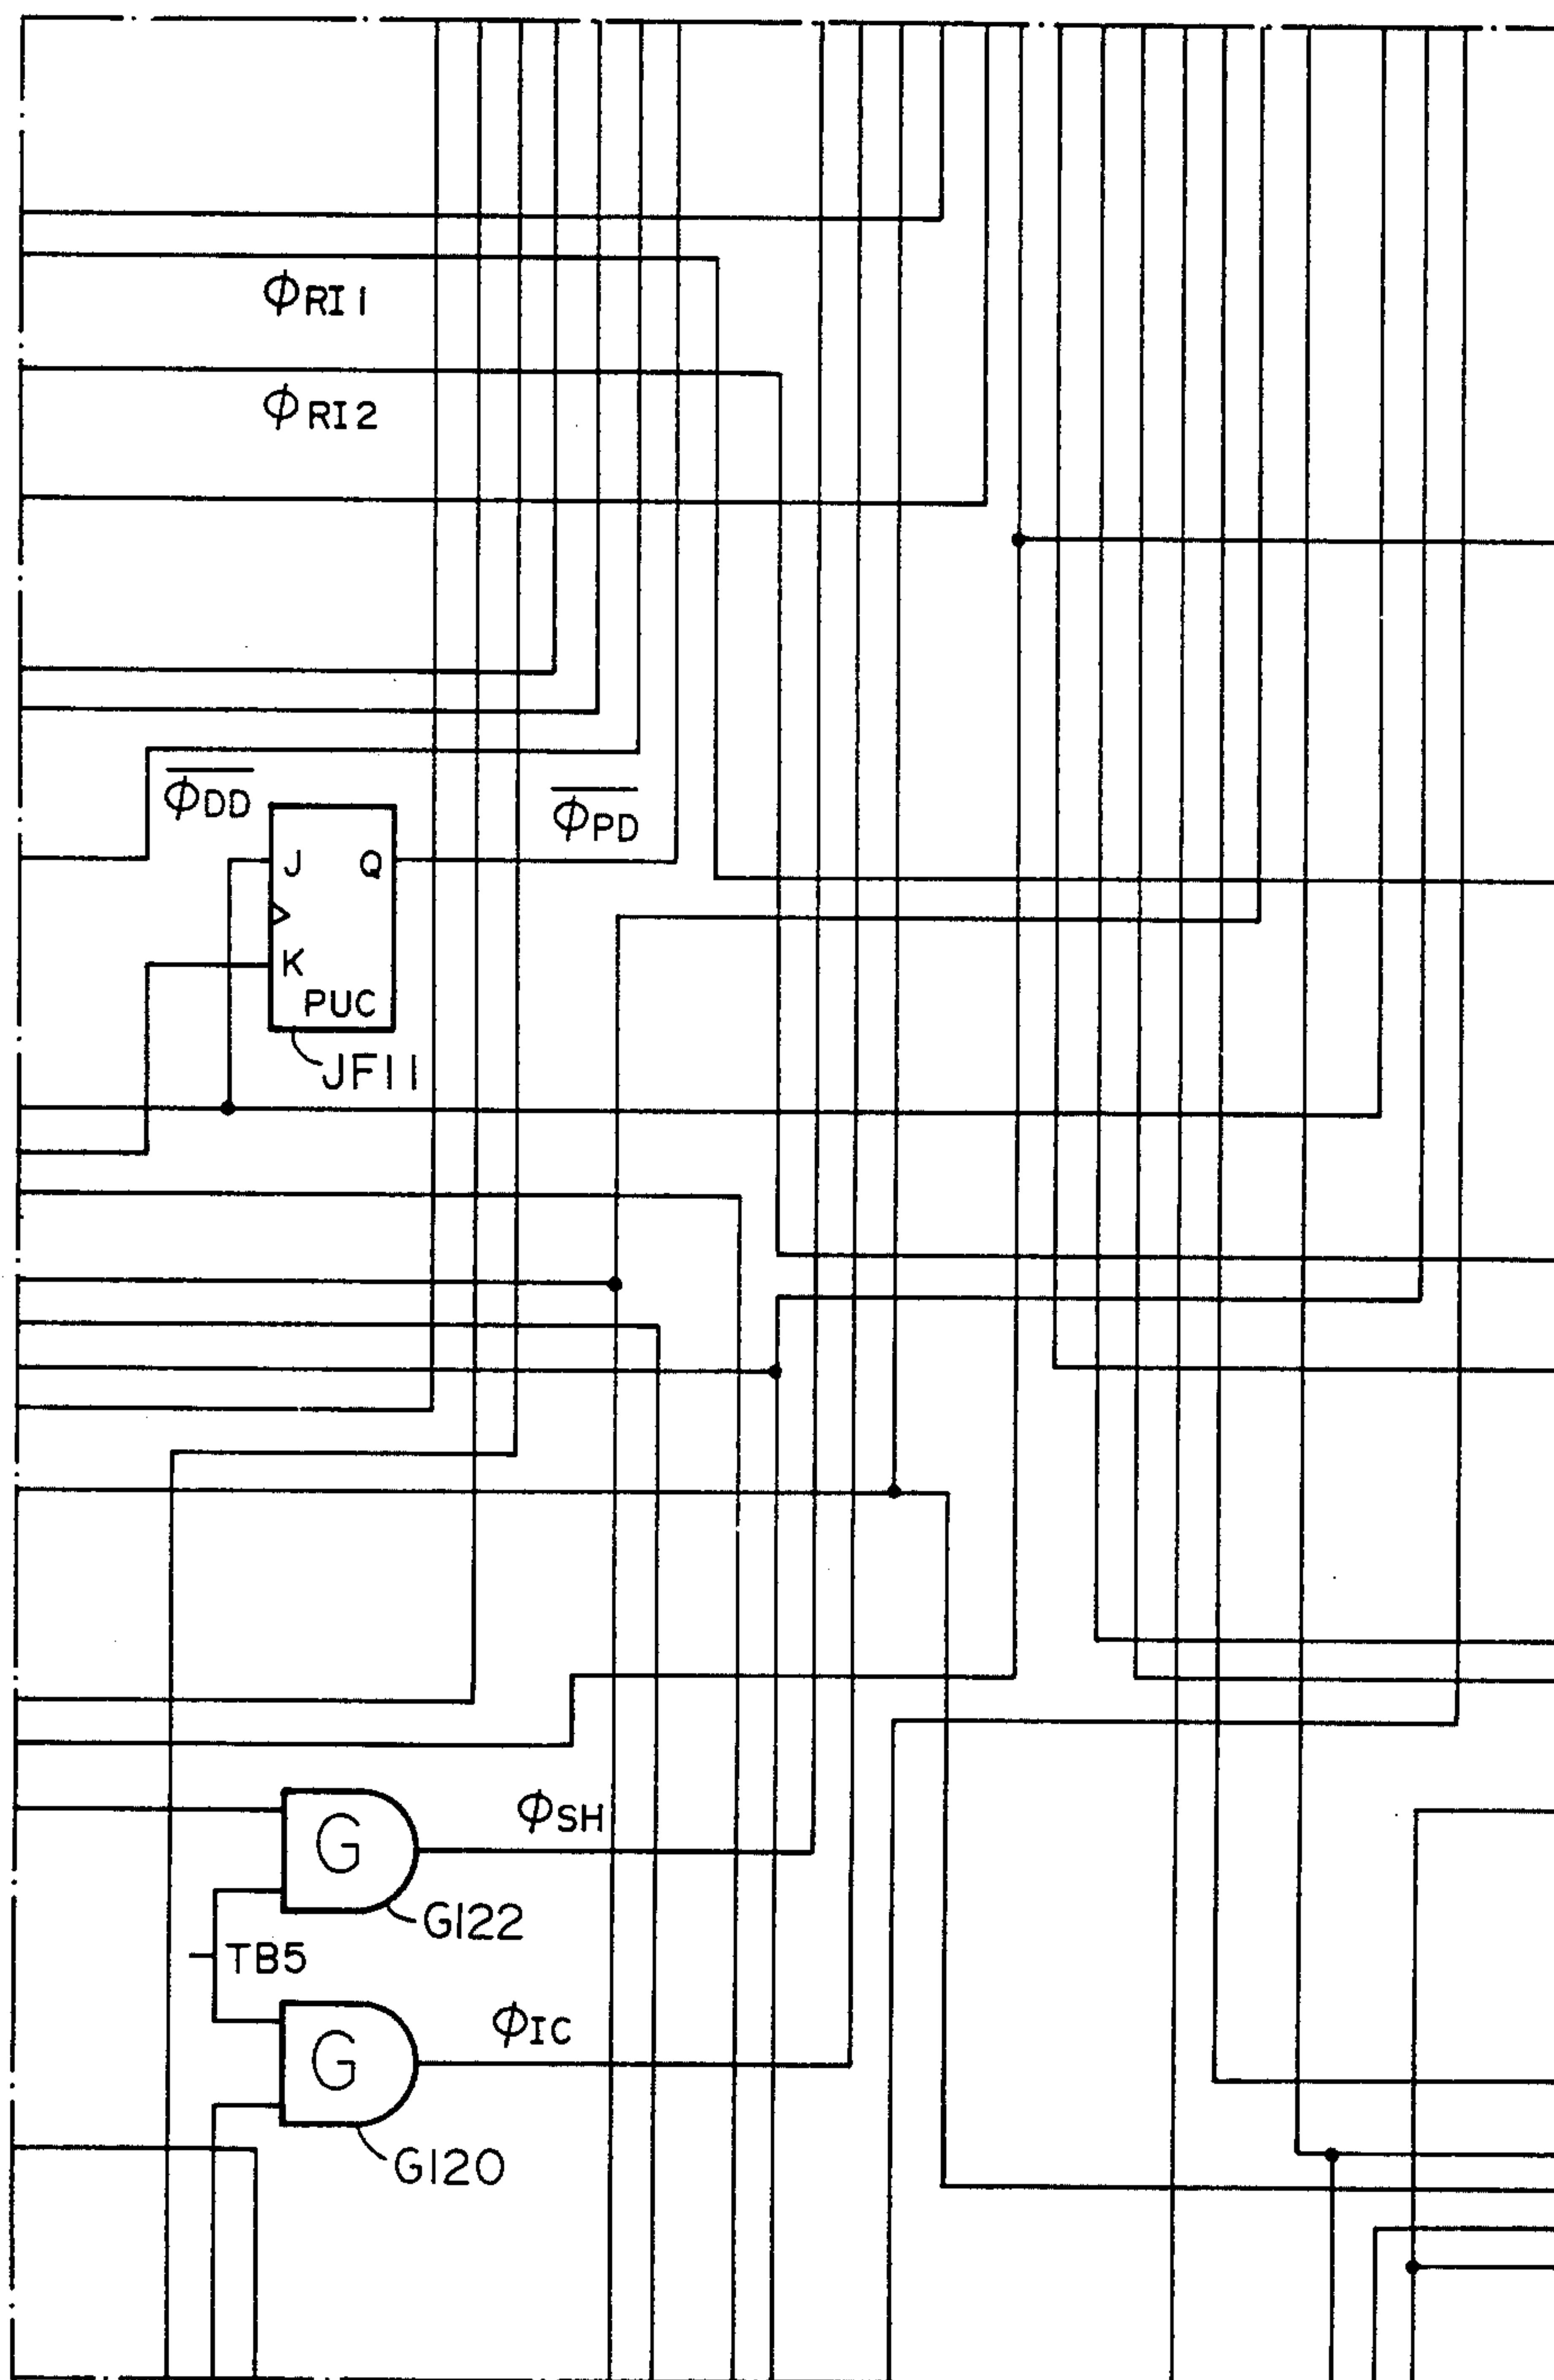 ϕRI1
ϕRI2
ϕDD
ϕPD
J Q
K
PUC
JF11
ϕSH
G
G122
TB5
ϕIC
G
G120